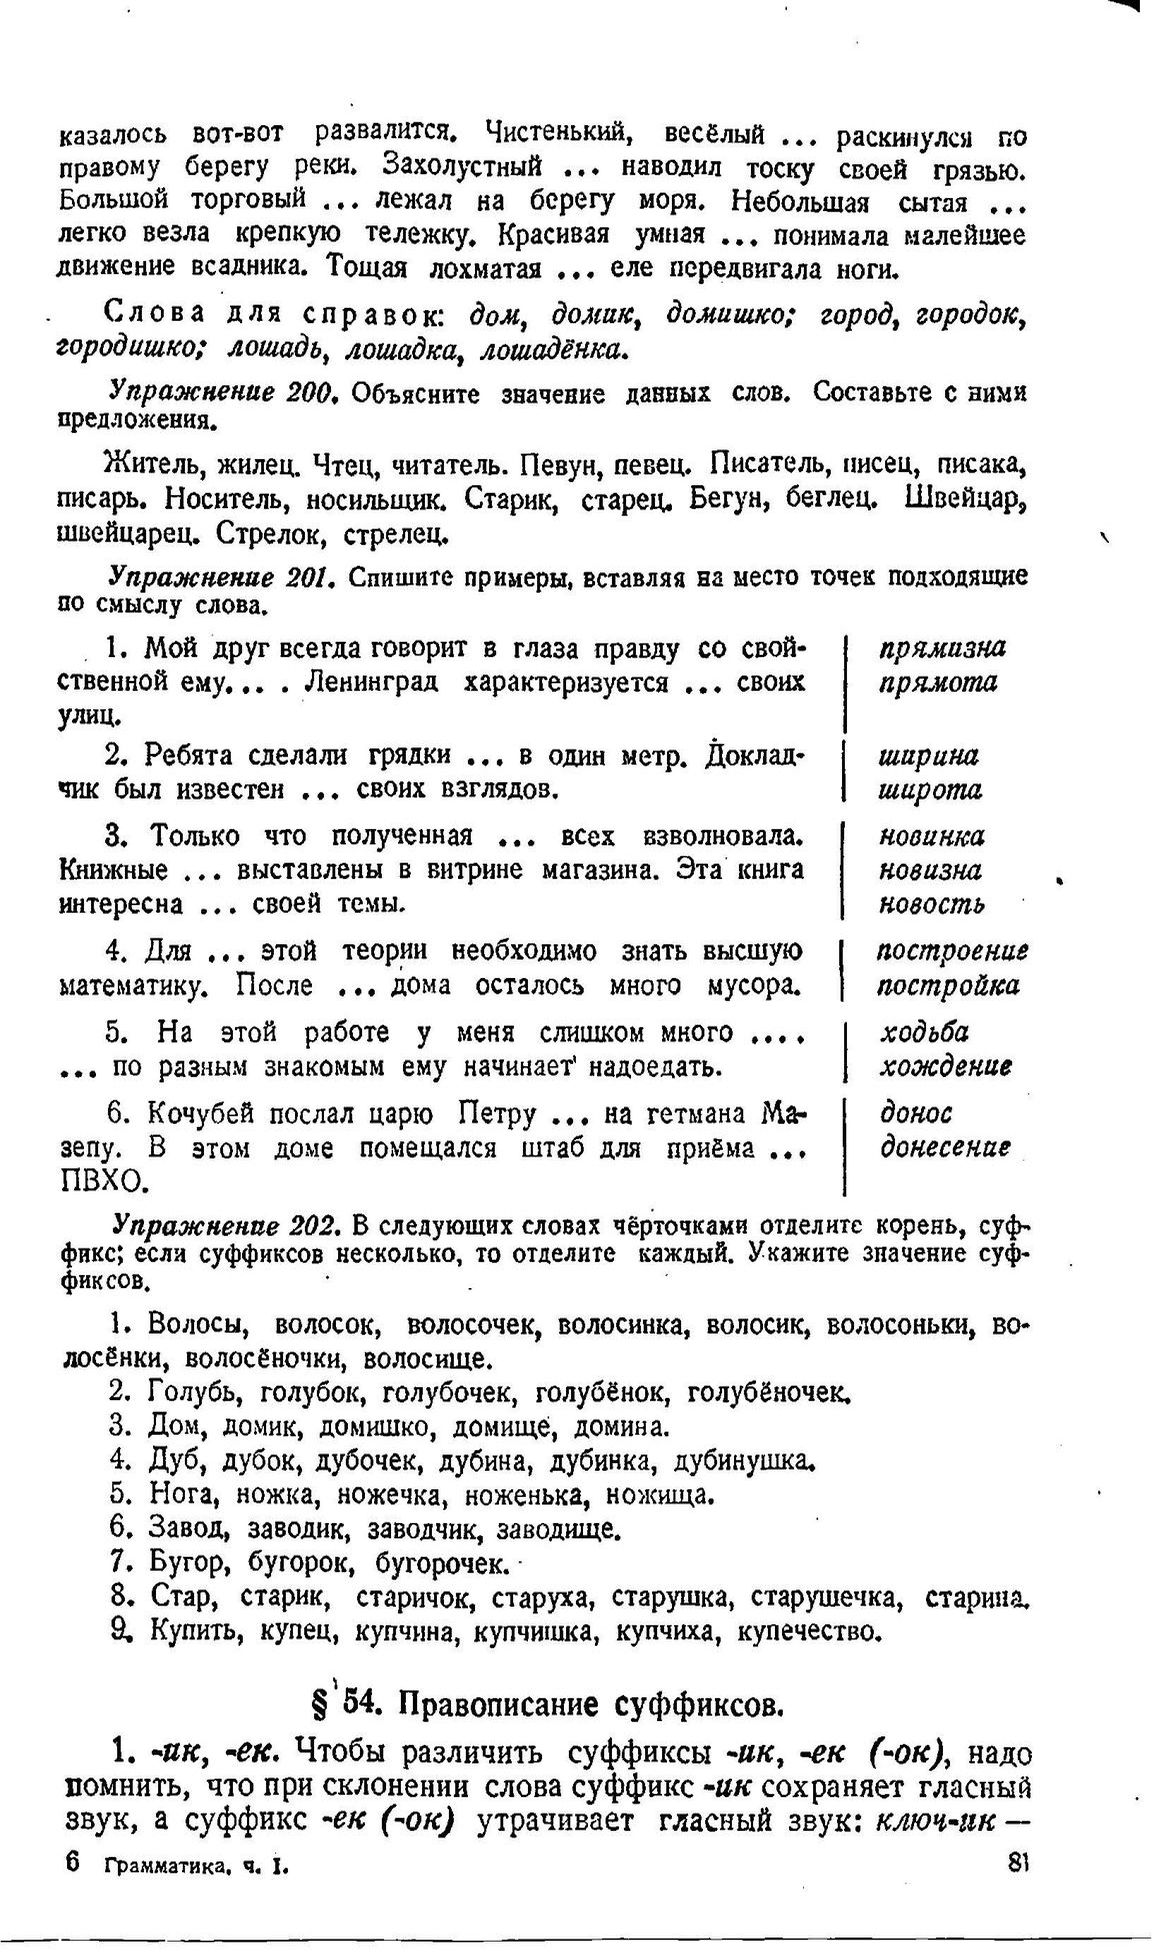 казалось вот-вот развалится. Чистенький, весёлый ... раскинулся по
правому берегу реки. Захолустный ... наводил тоску своей грязью.
Большой торговый ... лежал на берегу моря. Небольшая сытая ...
легко везла крепкую тележку. Красивая умная ... понимала малейшее
движение всадника. Тощая лохматая ... еле передвигала ноги.
Слова для справок: дом, домик, домишко; город, городок,
городишко; лошадь, лошадка, лошадёнка.
Упражнение 200. Объясните значение данных слов. Составьте с ними
предложения.
Житель, жилец. Чтец, читатель. Певун, певец. Писатель, писец, писака,
писарь. Носитель, носильщик. Старик, старец. Бегун, беглец. Швейцар,
швейцарец. Стрелок, стрелец.
Упражнение 201. Спишите примеры, вставляя на место точек подходящие
по смыслу слова.
1. Мой друг всегда говорит в глаза правду со свой-
ственной ему... . Ленинград характеризуется ... своих
улиц.
прямизна
прямота
2. Ребята сделали грядки ... в один метр. Доклад-
чик был известен ... своих взглядов.
ширина
широта
3. Только что полученная ... всех взволновала.
Книжные ... выставлены в витрине магазина. Эта книга
интересна ... своей темы.
новинка
новизна
новость
4. Для ... этой теории необходимо знать высшую
математику. После ... дома осталось много мусора.
построение
постройка
5. На этой работе у меня слишком много ....
... по разным знакомым ему начинает надоедать.
ходьба
хождение
6. Кочубей послал царю Петру ... на гетмана Ма-
зепу. В этом доме помещался штаб для приёма ...
ПВХО.
донос
донесение
Упражнение 202. В следующих словах чёрточками отделите корень, суф-
фикс; если суффиксов несколько, то отделите каждый. Укажите значение суф-
фиксов.
1. Волосы, волосок, волосочек, волосинка, волосик, волосоньки, во-
лосёнки, волосёночки, волосище.
2. Голубь, голубок, голубочек, голубёнок, голубёночек.
3. Дом, домик, домишко, домище, домина.
4. Дуб, дубок, дубочек, дубина, дубинка, дубинушка.
5. Нога, ножка, ножечка, ноженька, ножища.
6. Завод, заводик, заводчик, заводище.
7. Бугор, бугорок, бугорочек.
8. Стар, старик, старичок, старуха, старушка, старушечка, старина.
9. Купить, купец, купчина, купчишка, купчиха, купечество.
§ 54. Правописание суффиксов.
1. -ик, -ек. Чтобы различить суффиксы -ик, -ек (-ок), надо
помнить, что при склонении слова суффикс -ик сохраняет гласный
звук, а суффикс -ек (-ок) утрачивает гласный звук: ключ-ик —
6 Грамматика, ч. I.
81